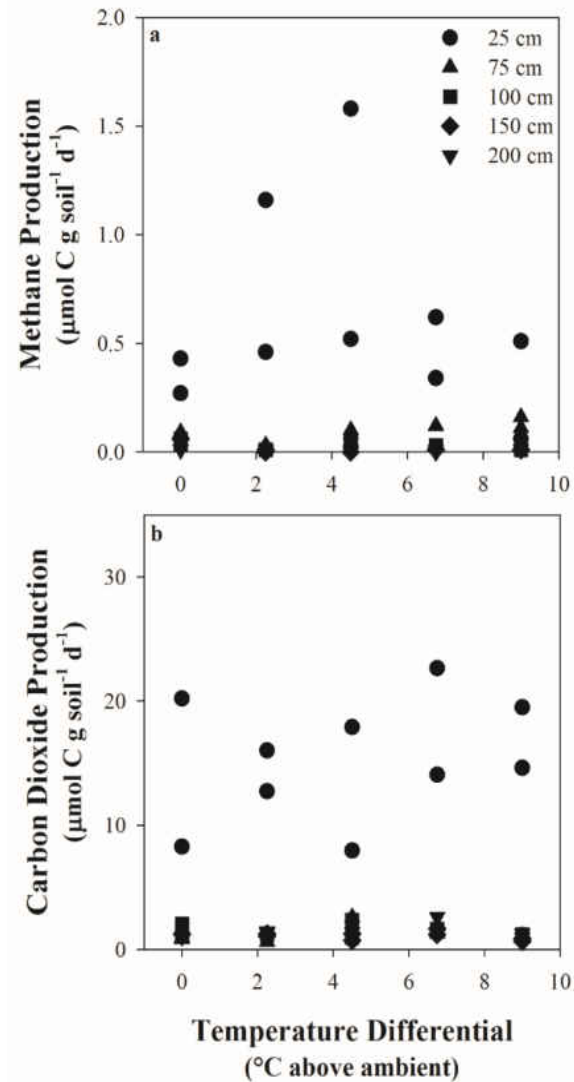 2.0
a
25 cm
75 cm
100 cm
150 cm
200 cm
1.5
1.0
0.5
0.0
0 2 4 6 8 10
Methane Production
(µmol C g soil⁻¹ d⁻¹)
b
30
20
10
0
0 2 4 6 8 10
Carbon Dioxide Production
(µmol C g soil⁻¹ d⁻¹)
Temperature Differential
(°C above ambient)